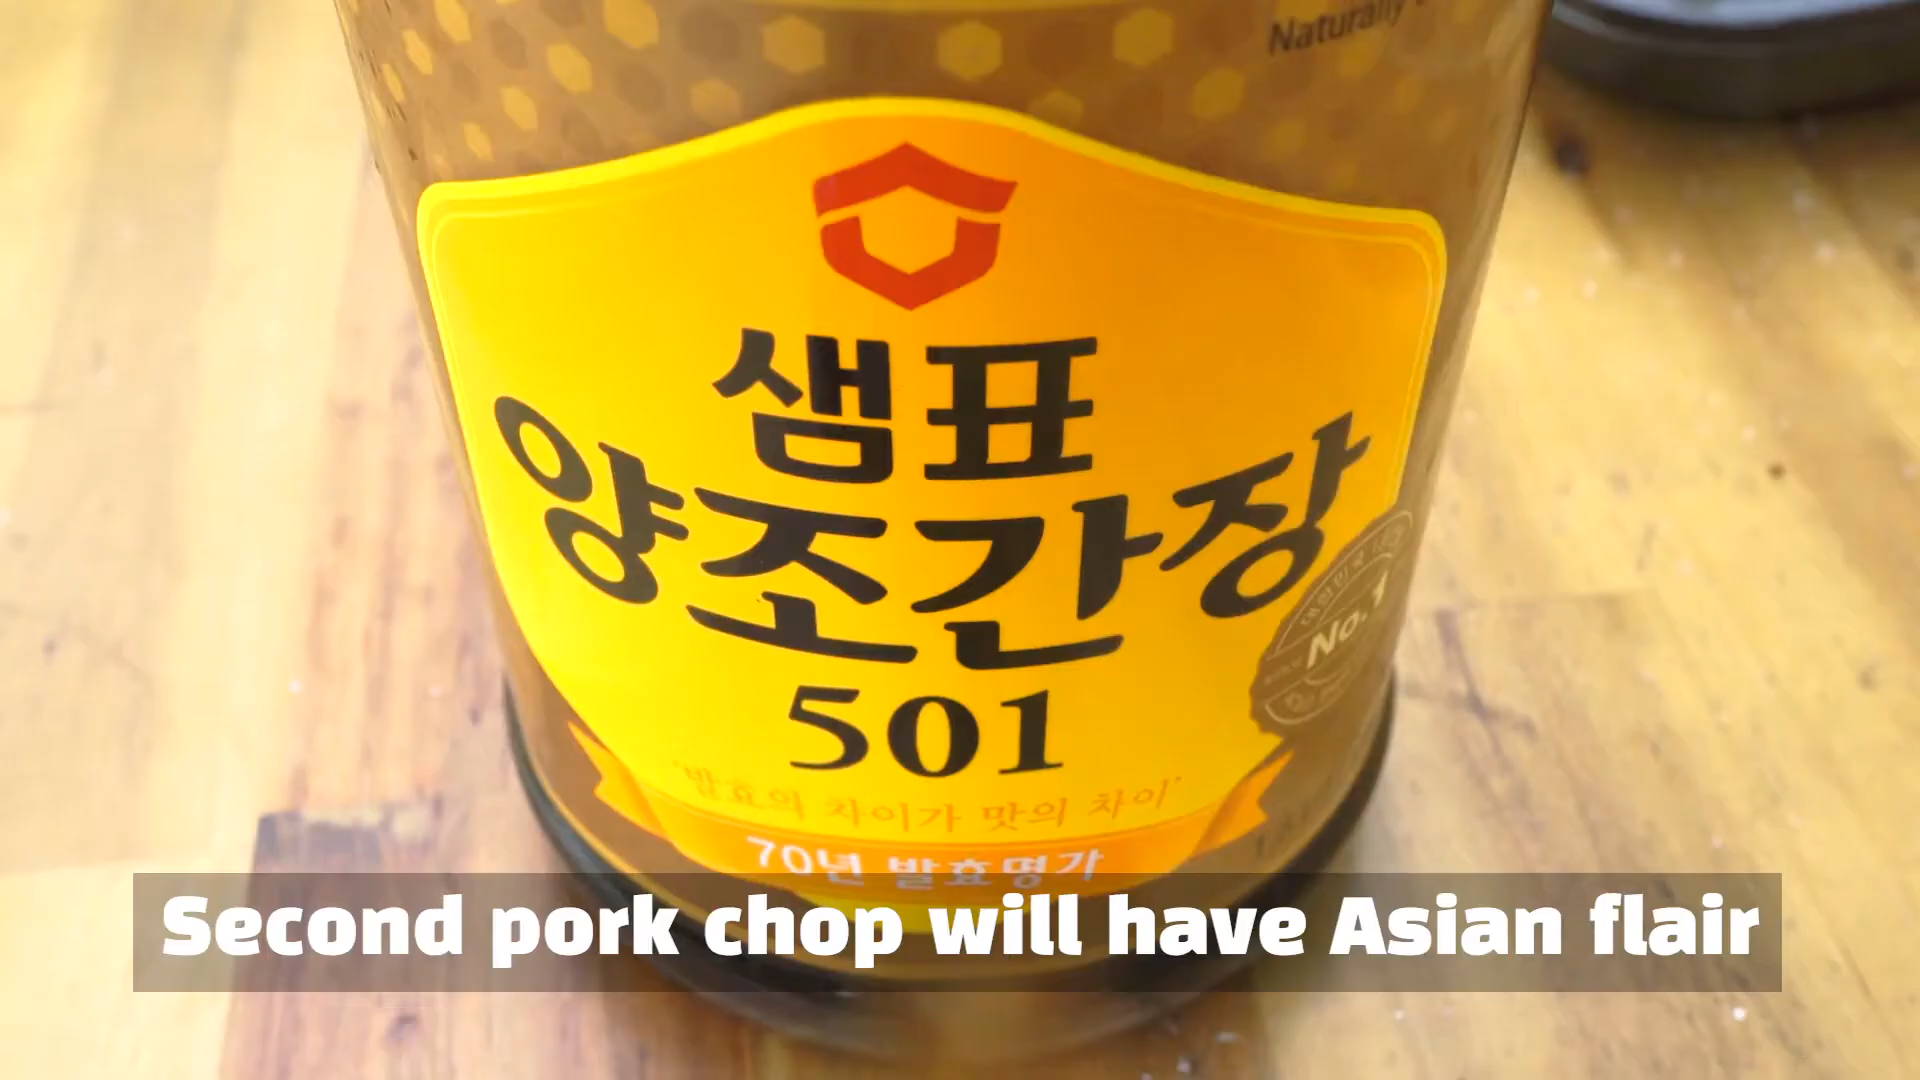 Naturally
샘표
양조간장
501
'발효의 차이가 맛의 차이'
70년 발효명가
No. 1
Second pork chop will have Asian flair